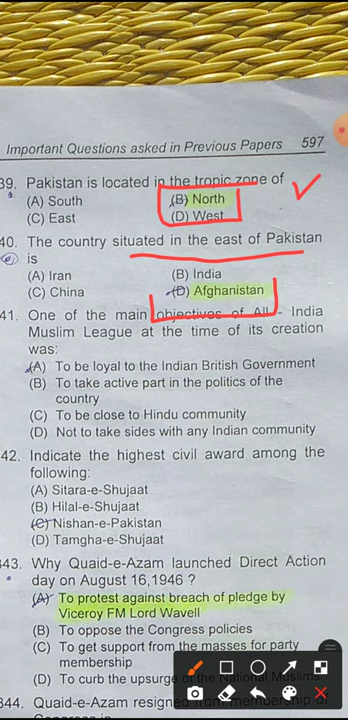 Important Questions asked in Previous Papers 597
39. Pakistan is located in the tropic zone of
(A) South (B) North
(C) East (D) West
40. The country situated in the east of Pakistan
is
(A) Iran (B) India
(C) China (D) Afghanistan
41. One of the main objectives of All - India
Muslim League at the time of its creation
was:
(A) To be loyal to the Indian British Government
(B) To take active part in the politics of the
country
(C) To be close to Hindu community
(D) Not to take sides with any Indian community
42. Indicate the highest civil award among the
following:
(A) Sitara-e-Shujaat
(B) Hilal-e-Shujaat
(C) Nishan-e-Pakistan
(D) Tamgha-e-Shujaat
343. Why Quaid-e-Azam launched Direct Action
day on August 16,1946 ?
(A) To protest against breach of pledge by
Viceroy FM Lord Wavell
(B) To oppose the Congress policies
(C) To get support from the masses for party
membership
(D) To curb the upsurge of the National Muslims
344. Quaid-e-Azam resigned from membership of